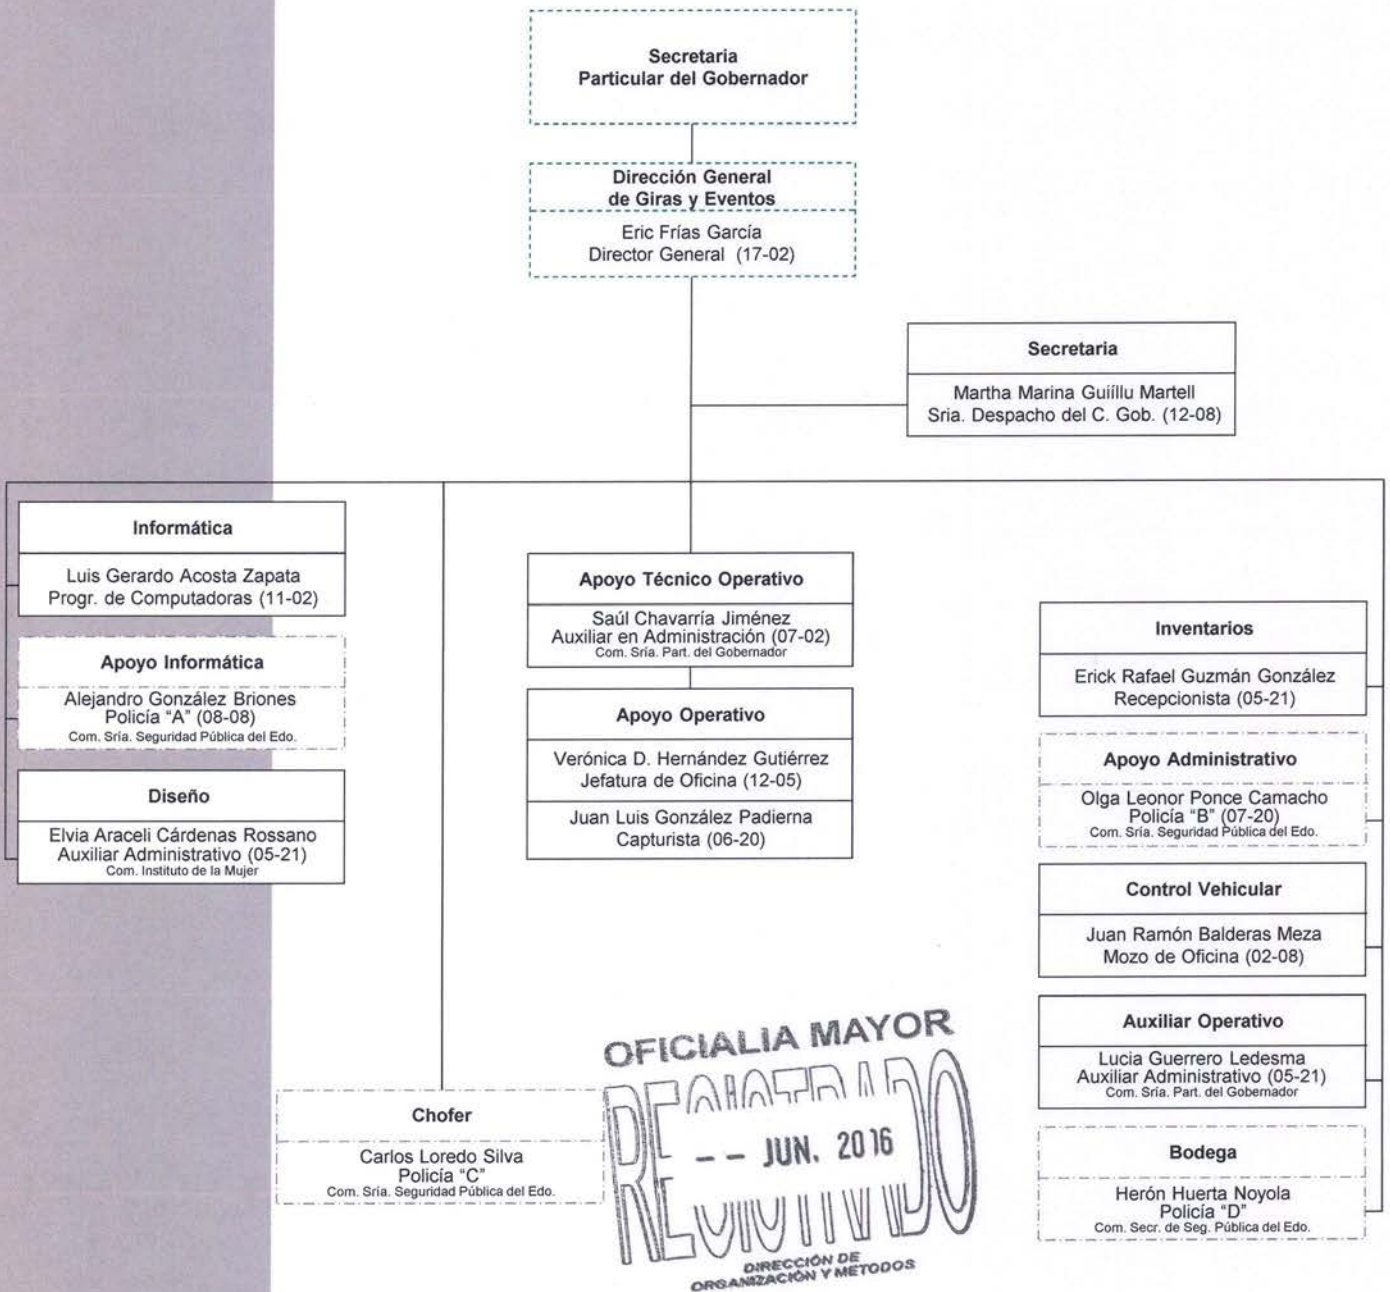 Secretaria
Particular del Gobernador
Dirección General
de Giras y Eventos
Eric Frías García
Director General (17-02)
Secretaria
Martha Marina Guiíllu Martell
Sria. Despacho del C. Gob. (12-08)
Informática
Luis Gerardo Acosta Zapata
Progr. de Computadoras (11-02)
Apoyo Informática
Alejandro González Briones
Policía “A” (08-08)
Com. Sría. Seguridad Pública del Edo.
Diseño
Elvia Araceli Cárdenas Rossano
Auxiliar Administrativo (05-21)
Com. Instituto de la Mujer
Apoyo Técnico Operativo
Saúl Chavarría Jiménez
Auxiliar en Administración (07-02)
Com. Sría. Part. del Gobernador
Apoyo Operativo
Verónica D. Hernández Gutiérrez
Jefatura de Oficina (12-05)
Juan Luis González Padierna
Capturista (06-20)
Inventarios
Erick Rafael Guzmán González
Recepcionista (05-21)
Apoyo Administrativo
Olga Leonor Ponce Camacho
Policía “B” (07-20)
Com. Sría. Seguridad Pública del Edo.
Control Vehicular
Juan Ramón Balderas Meza
Mozo de Oficina (02-08)
Auxiliar Operativo
Lucia Guerrero Ledesma
Auxiliar Administrativo (05-21)
Com. Sría. Part. del Gobernador
Bodega
Herón Huerta Noyola
Policía “D”
Com. Secr. de Seg. Pública del Edo.
Chofer
Carlos Loredo Silva
Policía “C”
Com. Sría. Seguridad Pública del Edo.
OFICIALIA MAYOR
REGISTRADO
-- JUN. 2016
DIRECCIÓN DE
ORGANIZACIÓN Y METODOS